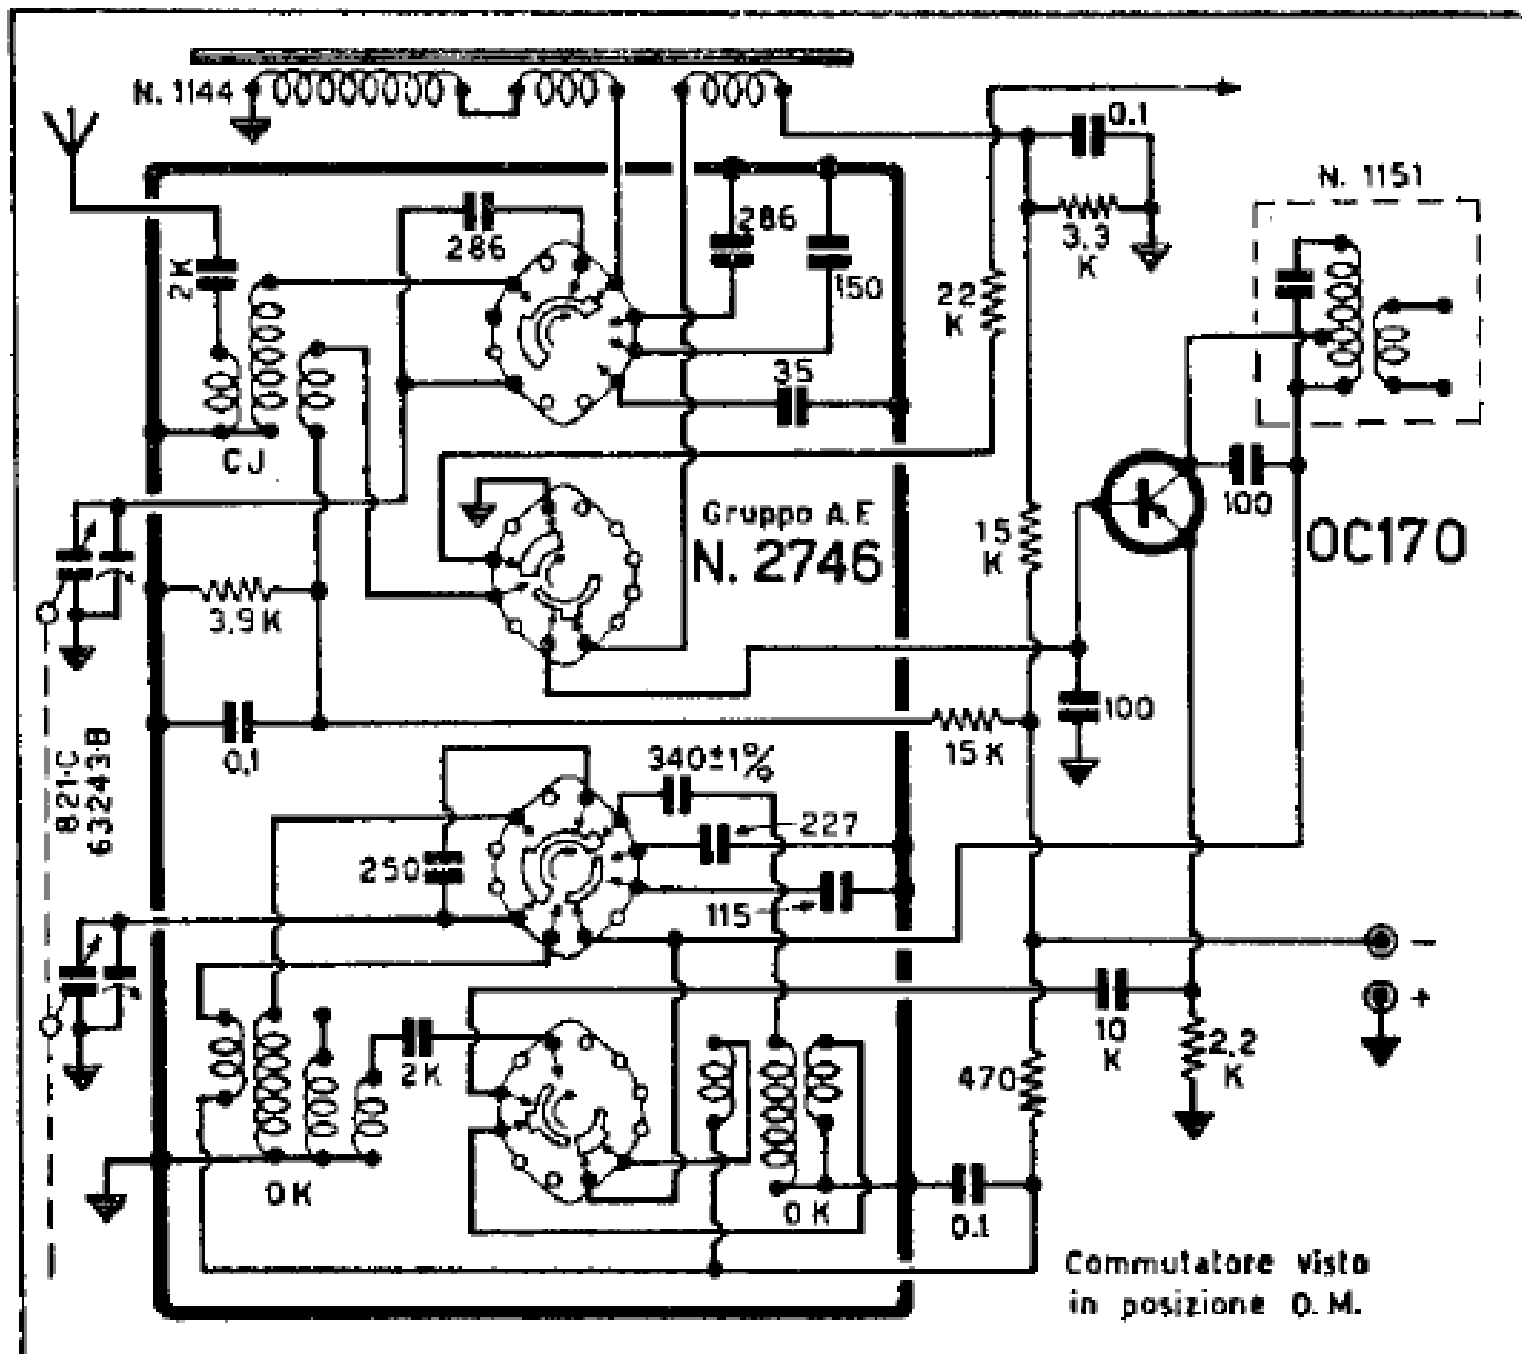 N. 1144
0.1
N. 1151
286
286
3.3
K
2K
150
22
K
35
CJ
100
Gruppo A.F
N. 2746
15
K
OC170
3.9K
100
0,1
15K
821-C
63243-B
340±1%
227
250
115
-
+
10
K
2.2
K
2K
470
OK
OK
0.1
Commutatore visto
in posizione O.M.